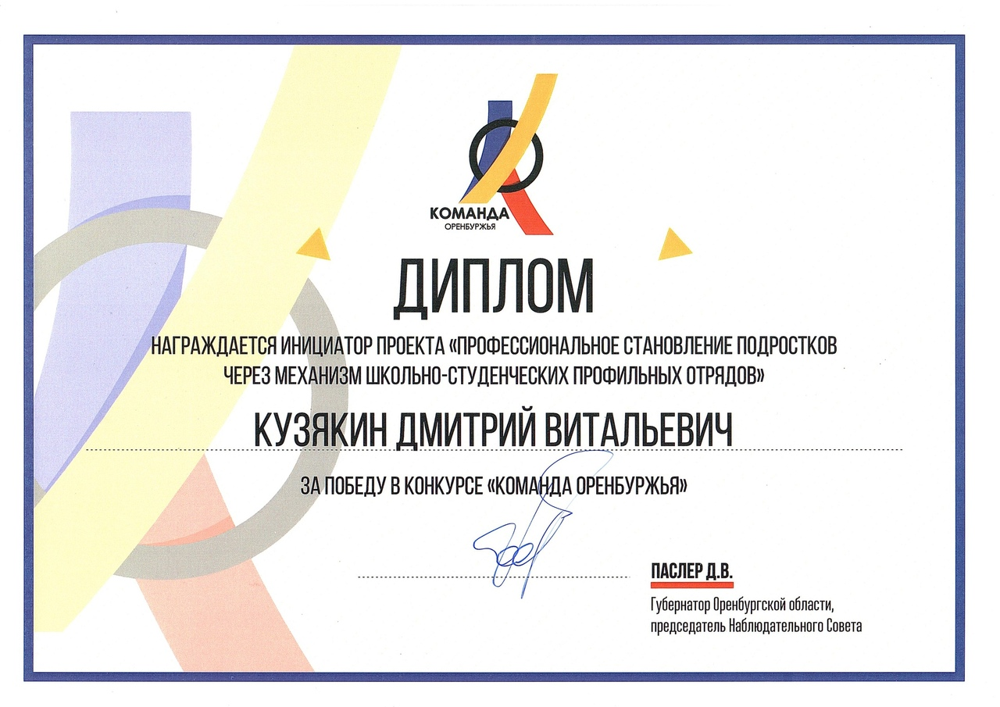 КОМАНДА
ОРЕНБУРЖЬЯ
ДИПЛОМ
НАГРАЖДАЕТСЯ ИНИЦИАТОР ПРОЕКТА «ПРОФЕССИОНАЛЬНОЕ СТАНОВЛЕНИЕ ПОДРОСТКОВ
ЧЕРЕЗ МЕХАНИЗМ ШКОЛЬНО-СТУДЕНЧЕСКИХ ПРОФИЛЬНЫХ ОТРЯДОВ»
КУЗЯКИН ДМИТРИЙ ВИТАЛЬЕВИЧ
ЗА ПОБЕДУ В КОНКУРСЕ «КОМАНДА ОРЕНБУРЖЬЯ»
ПАСЛЕР Д.В.
Губернатор Оренбургской области,
председатель Наблюдательного Совета